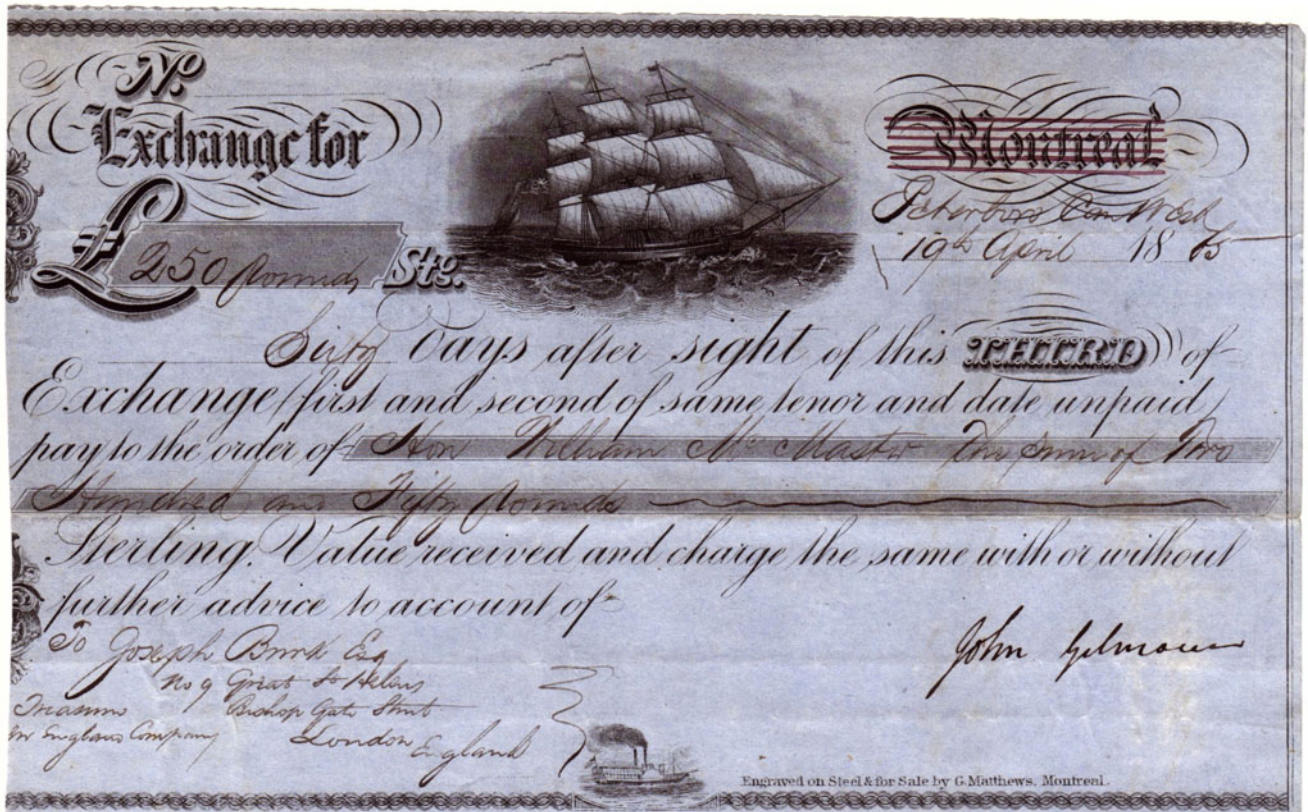 No.
Exchange for
£ 250 Pounds Stg.
Montreal
Peterboro Can West
19th April 1865
Sixty Days after sight of this THIRD of
Exchange (first and second of same tenor and date unpaid)
pay to the order of Hon William McMaster The sum of Two
Hundred and Fifty Pounds
Sterling, Value received and charge the same with or without
further advice to account of
To Joseph Esq
No 9 Great St Helens
Bishop Gate Street
England Company London England
John Gilmour
Engraved on Steel & for Sale by G. Matthews. Montreal.